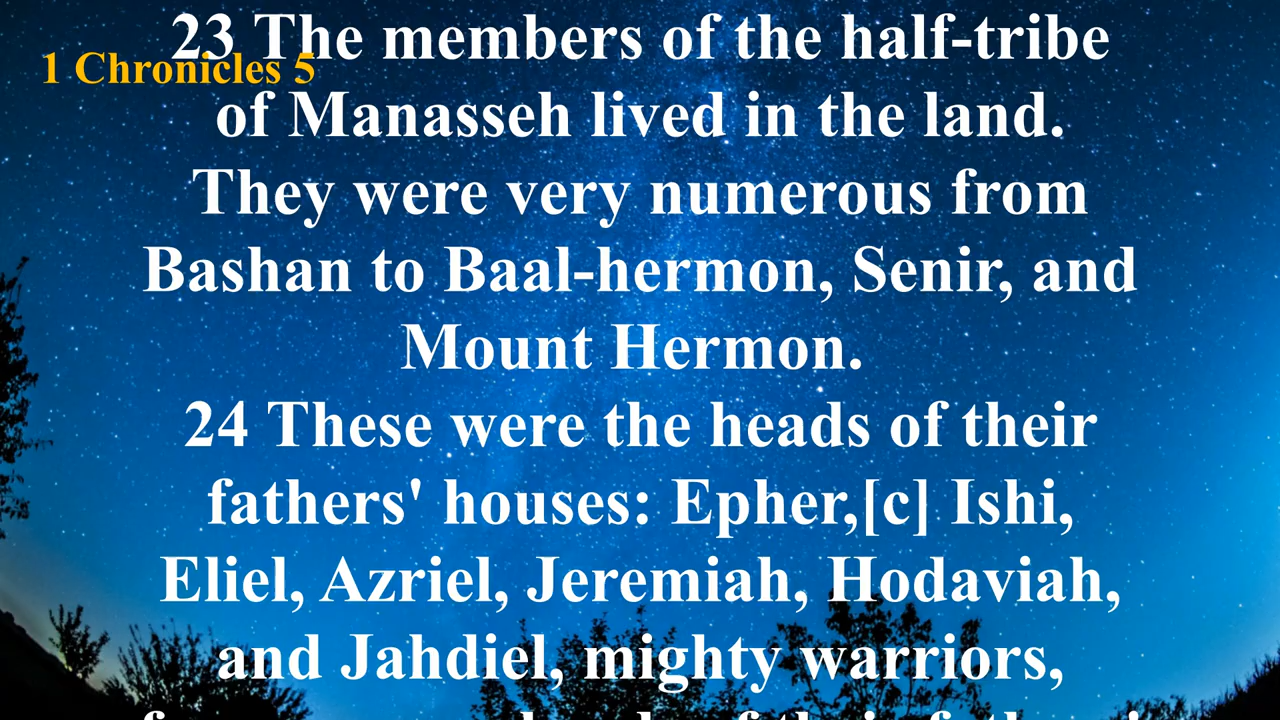 23 The members of the half-tribe
1 Chronicles 5
of Manasseh lived in the land.
They were very numerous from
Bashan to Baal-hermon, Senir, and
Mount Hermon.
24 These were the heads of their
fathers' houses: Epher,[c] Ishi,
Eliel, Azriel, Jeremiah, Hodaviah,
and Jahdiel, mighty warriors,